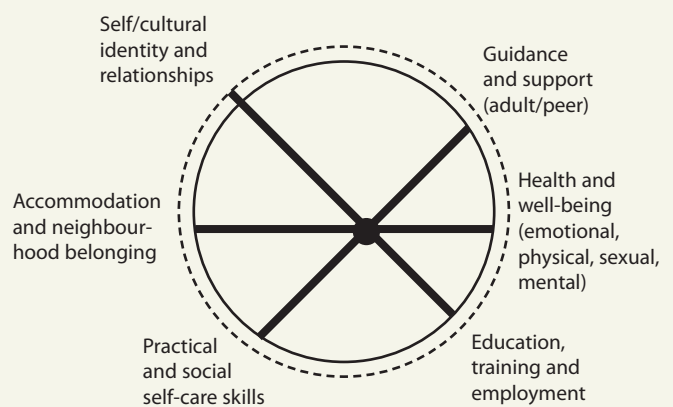 Self/cultural
identity and
relationships
Guidance
and support
(adult/peer)
Accommodation
and neighbour-
hood belonging
Health and
well-being
(emotional,
physical, sexual,
mental)
Practical
and social
self-care skills
Education,
training and
employment